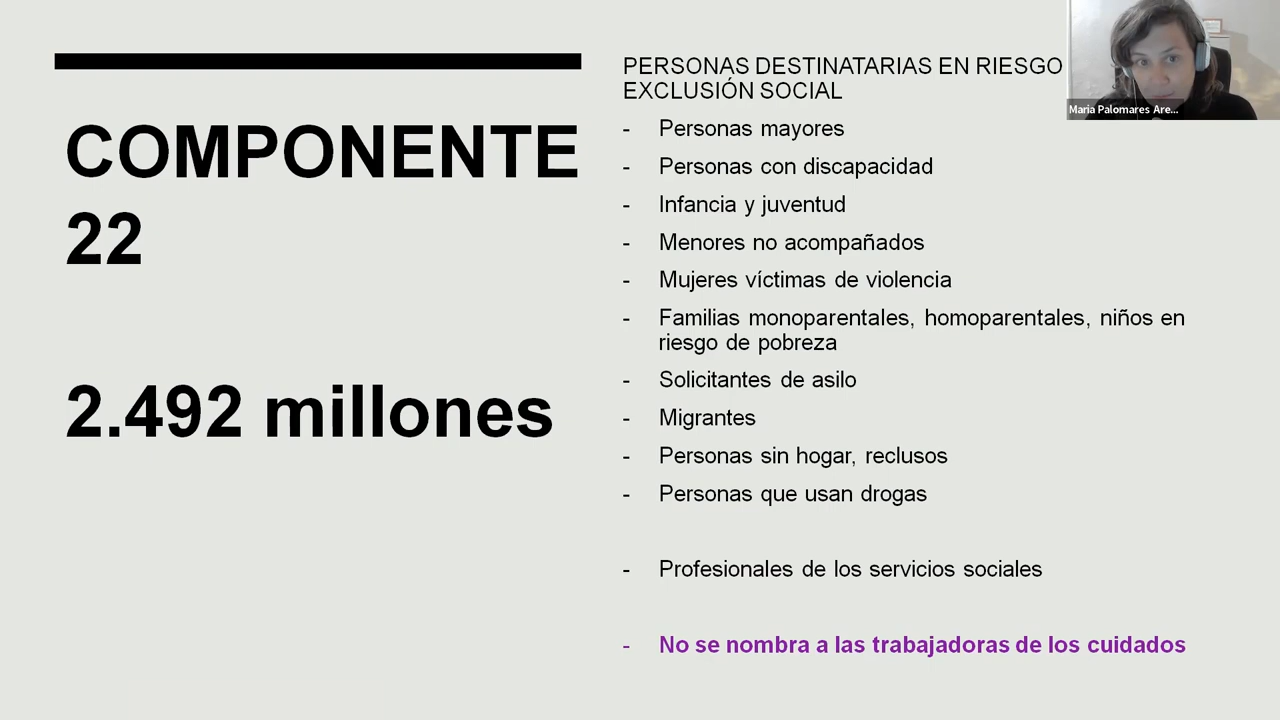 COMPONENTE
22
2.492 millones
PERSONAS DESTINATARIAS EN RIESGO
EXCLUSIÓN SOCIAL
- Personas mayores
- Personas con discapacidad
- Infancia y juventud
- Menores no acompañados
- Mujeres víctimas de violencia
- Familias monoparentales, homoparentales, niños en
riesgo de pobreza
- Solicitantes de asilo
- Migrantes
- Personas sin hogar, reclusos
- Personas que usan drogas
- Profesionales de los servicios sociales
- No se nombra a las trabajadoras de los cuidados
Maria Palomares Are...